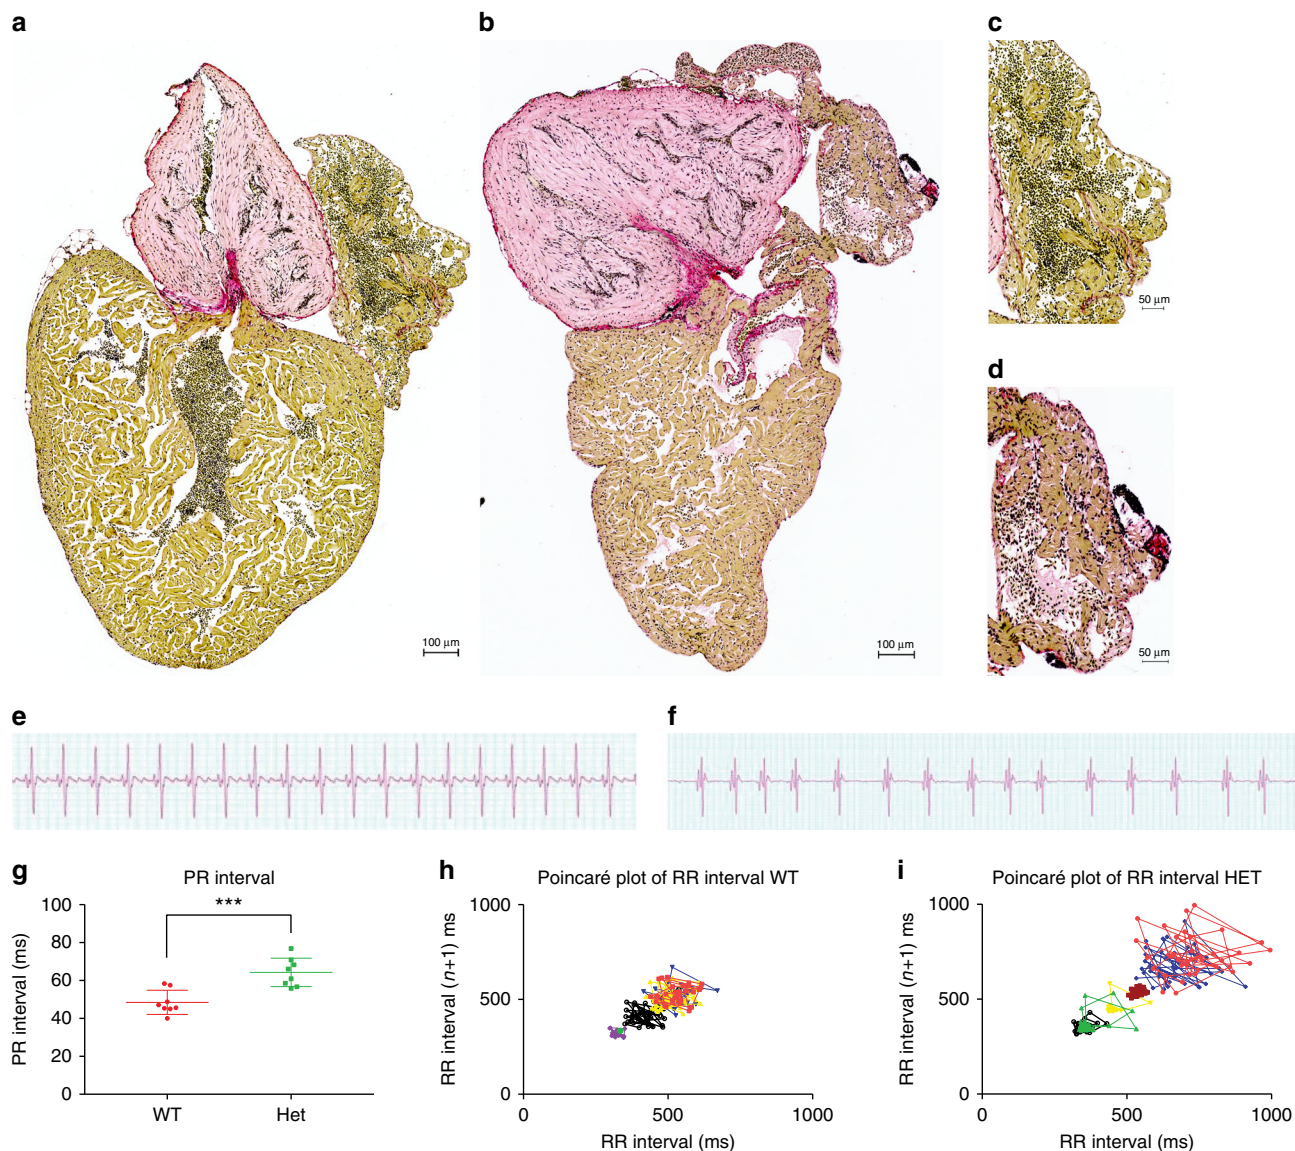 a
b
c
50 μm
d
50 μm
100 μm
100 μm
e
f
g
PR interval
***
PR interval (ms)
100
80
60
40
20
0
WT
Het
h
Poincaré plot of RR interval WT
RR interval (n+1) ms
1000
500
0
0
500
1000
RR interval (ms)
i
Poincaré plot of RR interval HET
RR interval (n+1) ms
1000
500
0
0
500
1000
RR interval (ms)